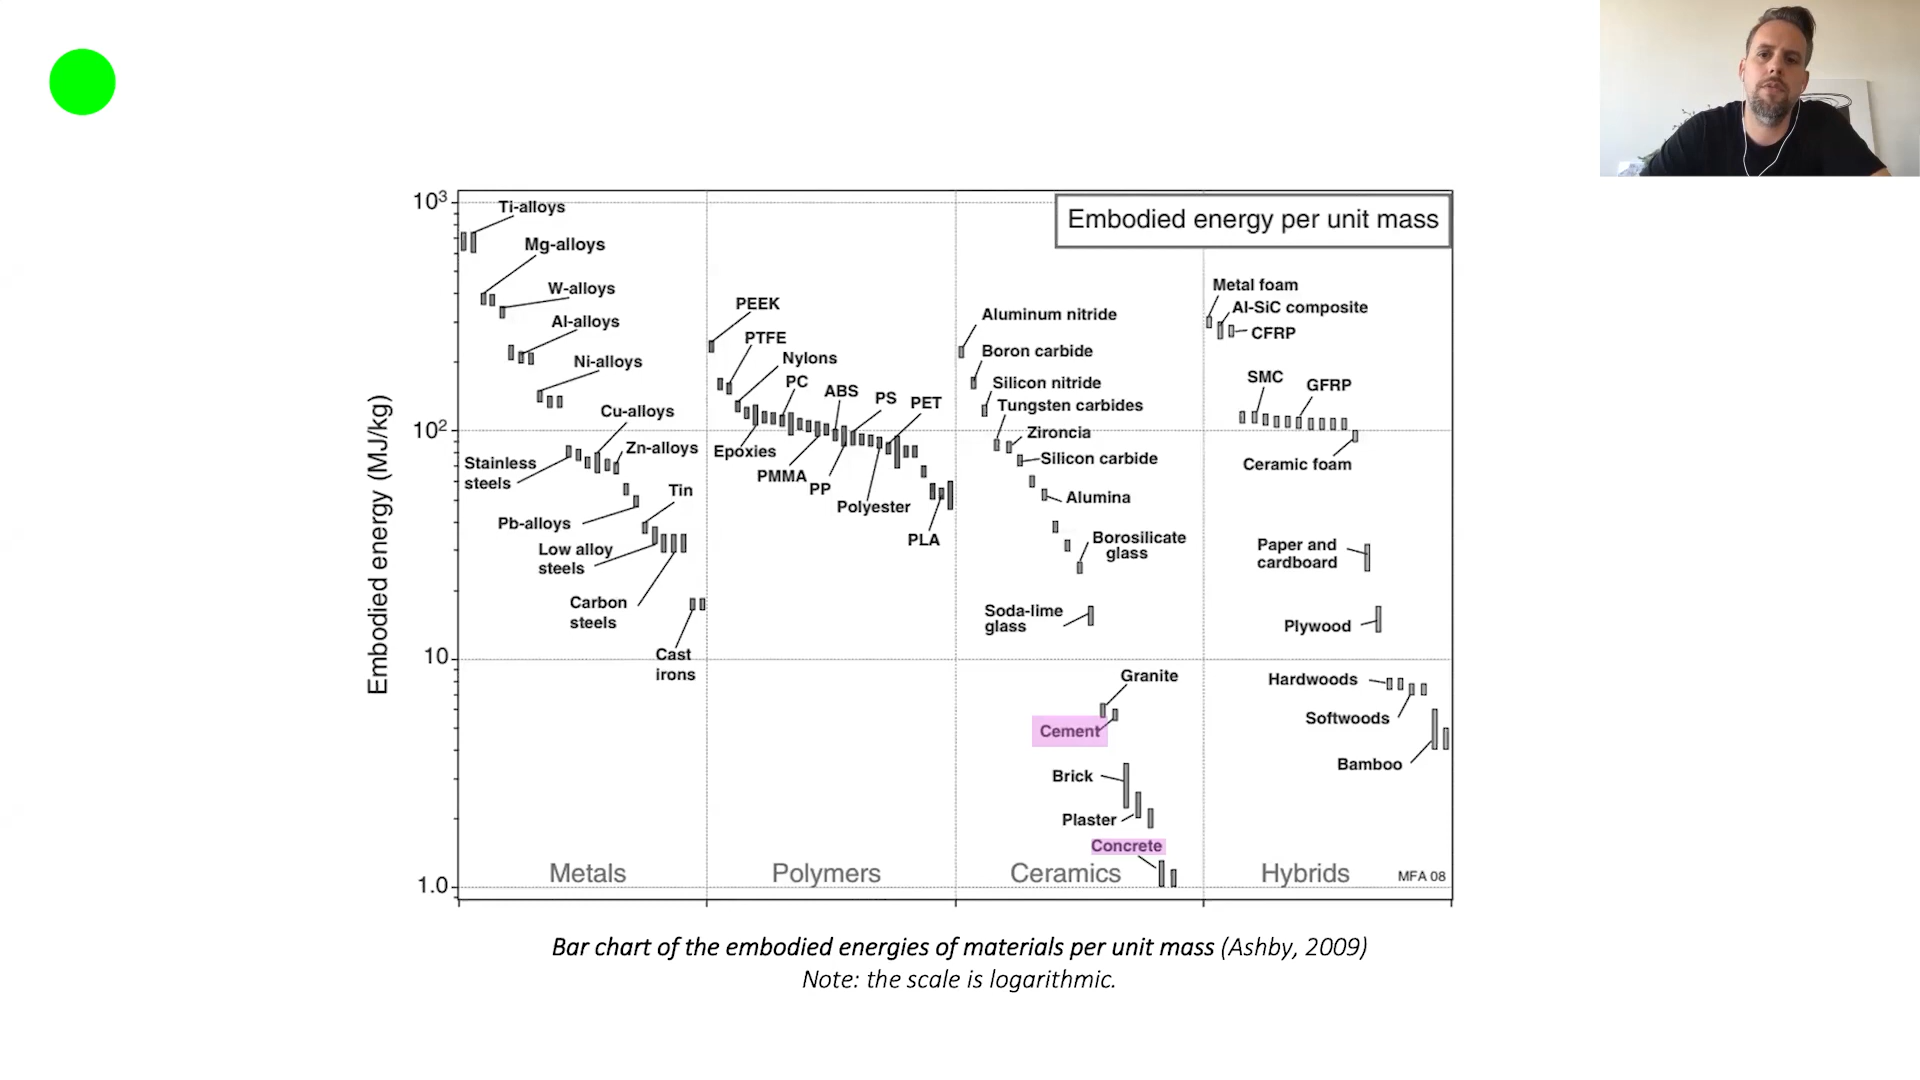 10³
Ti-alloys
Mg-alloys
W-alloys
Al-alloys
Ni-alloys
Cu-alloys
Zn-alloys
Stainless
steels
Tin
Pb-alloys
Low alloy
steels
Carbon
steels
Cast
irons
Metals
PEEK
PTFE
Nylons
PC
ABS
PS
PET
10²
Epoxies
PMMA
PP
Polyester
PLA
Polymers
Embodied energy per unit mass
Aluminum nitride
Boron carbide
Silicon nitride
Tungsten carbides
Zironcia
Silicon carbide
Alumina
Borosilicate
glass
Soda-lime
glass
10
Granite
Cement
Brick
Plaster
Concrete
Ceramics
Metal foam
Al-SiC composite
CFRP
SMC
GFRP
Ceramic foam
Paper and
cardboard
Plywood
Hardwoods
Softwoods
Bamboo
Hybrids
MFA 08
1.0
Embodied energy (MJ/kg)
Bar chart of the embodied energies of materials per unit mass (Ashby, 2009)
Note: the scale is logarithmic.